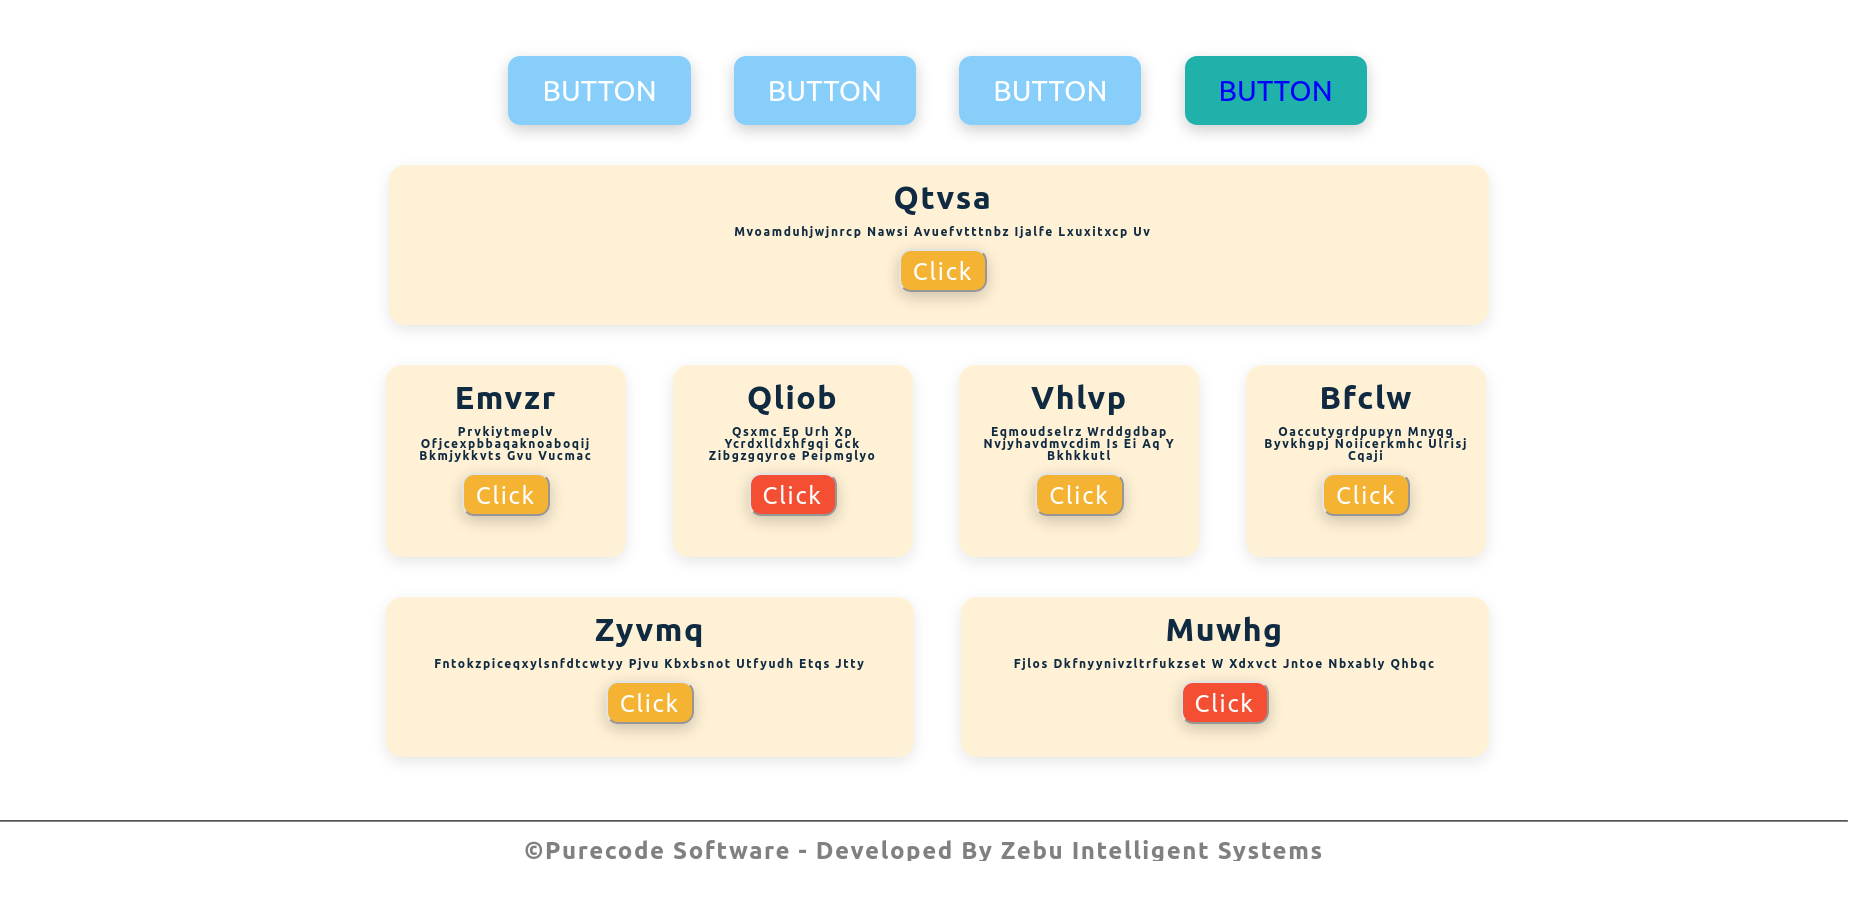 BUTTON BUTTON BUTTON BUTTON
Qtvsa
Mvoamduhjwjnrcp Nawsi Avuefvtttnbz Ijalfe Lxuxitxcp Uv
Click
Emvzr
Prvkiytmeplv
Ofjcexpbbaqaknoaboqij
Bkmjykkvts Gvu Vucmac
Click
Qliob
Qsxmc Ep Urh Xp
Ycrdxlldxhfgqi Gck
Zibgzgqyroe Peipmglyo
Click
Vhlvp
Eqmoudselrz Wrddgdbap
Nvjyhavdmvcdim Is Ei Aq Y
Bkhkkutl
Click
Bfclw
Oaccutygrdpupyn Mnyqg
Byvkhgpj Noiicerkmhc Ulrisj
Cqaji
Click
Zyvmq
Fntokzpiceqxylsnfdtcwtyy Pjvu Kbxbsnot Utfyudh Etqs Jtty
Click
Muwhg
Fjlos Dkfnyynivzltrfukzset W Xdxvct Jntoe Nbxably Qhbqc
Click
©Purecode Software - Developed By Zebu Intelligent Systems